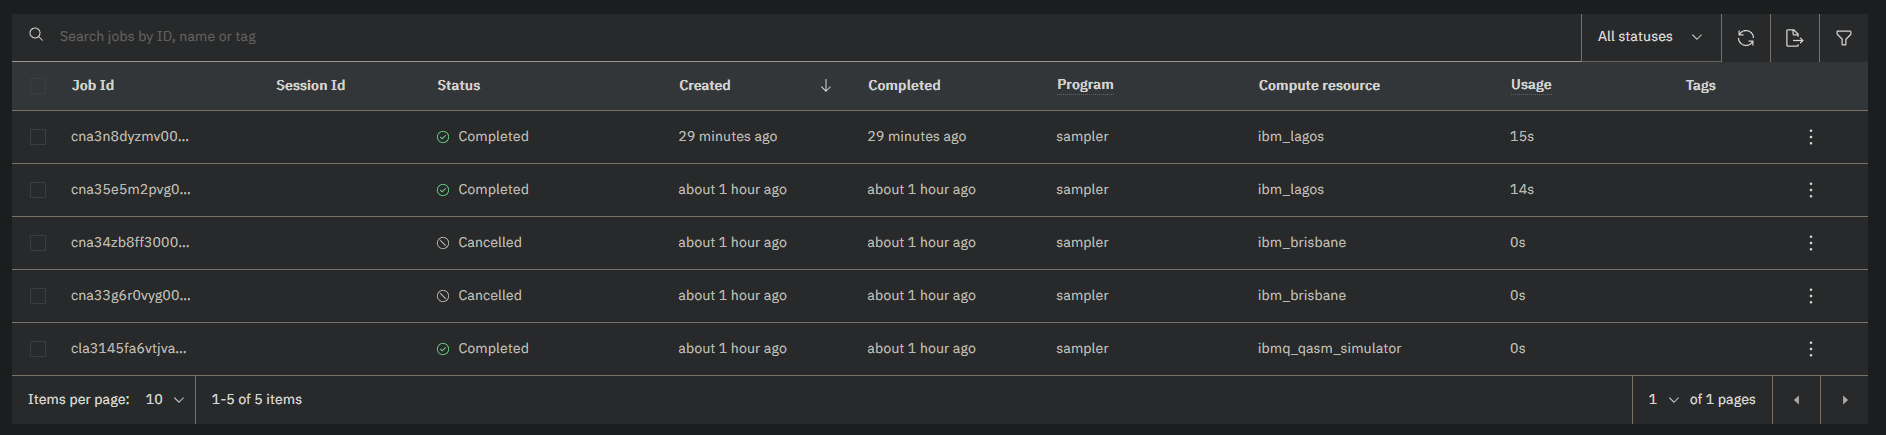 Search jobs by ID, name or tag All statuses
Job Id Session Id Status Created Completed Program Compute resource Usage Tags
cna3n8dyzmv00... Completed 29 minutes ago 29 minutes ago sampler ibm_lagos 15s
cna35e5m2pvg0... Completed about 1 hour ago about 1 hour ago sampler ibm_lagos 14s
cna34zb8ff3000... Cancelled about 1 hour ago about 1 hour ago sampler ibm_brisbane 0s
cna33g6r0vyg00... Cancelled about 1 hour ago about 1 hour ago sampler ibm_brisbane 0s
cla3145fa6vtjva... Completed about 1 hour ago about 1 hour ago sampler ibmq_qasm_simulator 0s
Items per page: 10 1-5 of 5 items 1 of 1 pages